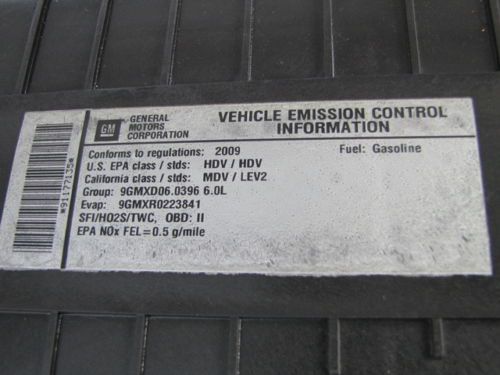 GM
GENERAL
MOTORS
CORPORATION
VEHICLE EMISSION CONTROL
INFORMATION
Conforms to regulations: 2009
Fuel: Gasoline
U.S. EPA class / stds: HDV / HDV
California class / stds: MDV / LEV2
Group: 9GMXD06.0396 6.0L
Evap: 9GMXR0223841
SFI/HO2S/TWC, OBD: II
EPA NOx FEL=0.5 g/mile